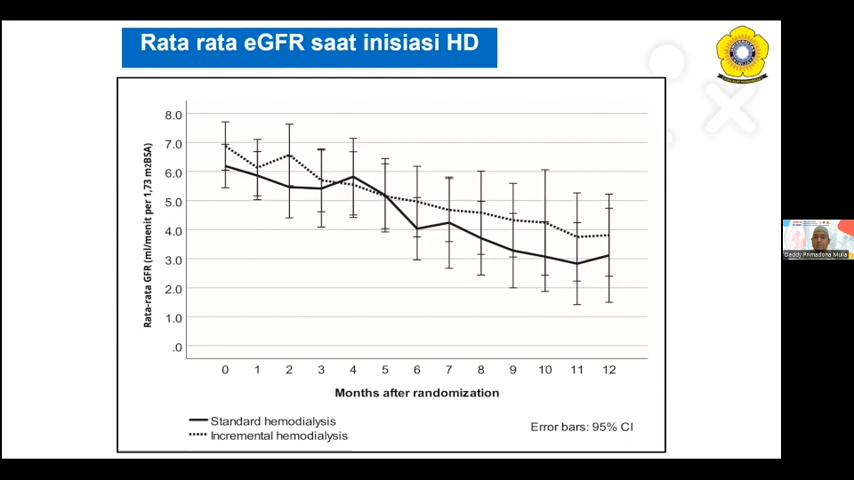 Rata rata eGFR saat inisiasi HD
Rata-rata GFR (ml/menit per 1,73 m2BSA)
8.0
7.0
6.0
5.0
4.0
3.0
2.0
1.0
.0
0 1 2 3 4 5 6 7 8 9 10 11 12
Months after randomization
Standard hemodialysis
Incremental hemodialysis
Error bars: 95% CI
Deddy Primadona Mula